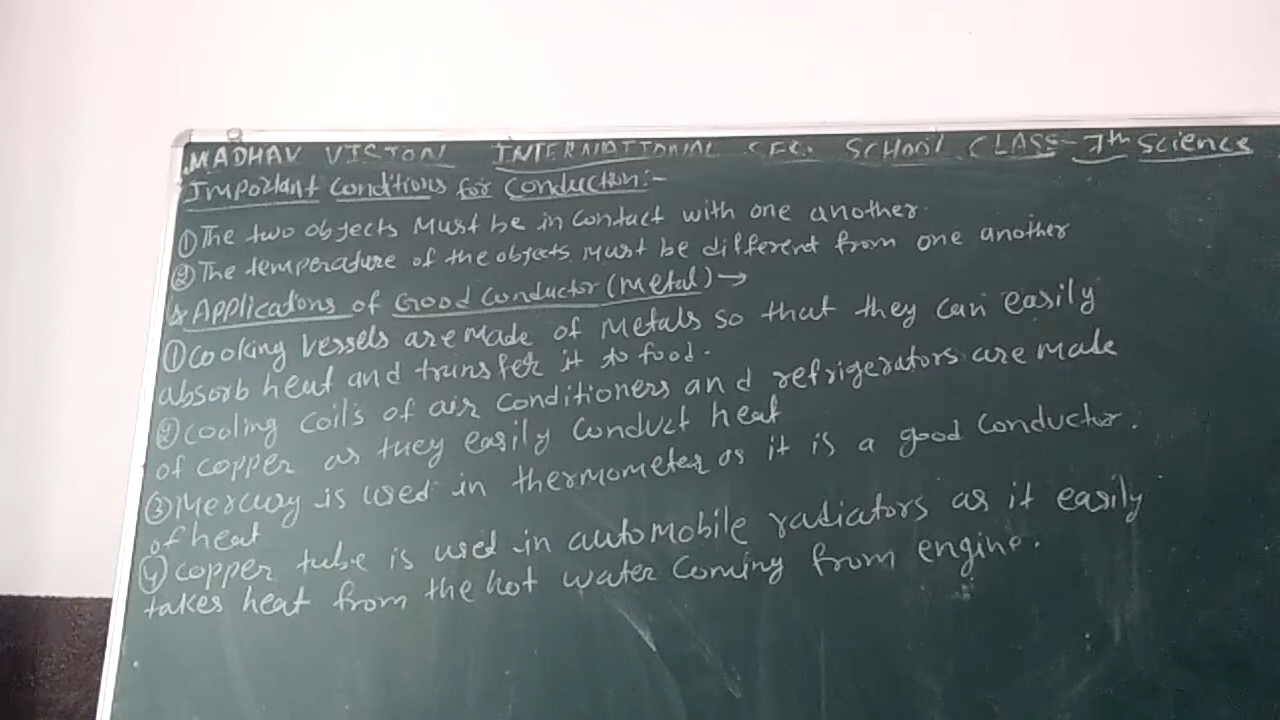 MADHAV VISION INTERNATIONAL SEC. SCHOOL CLASS- 7th Science
Important Conditions for Conduction:-
① The two objects Must be in Contact with one another.
② The temperature of the objects Must be different from one another
* Applications of Good Conductor (Metal) →
① Cooking Vessels are Made of Metals so that they can easily
absorb heat and transfer it to food.
② Cooling Coils of air Conditioners and refrigerators are made
of copper as they easily Conduct heat
③ Mercury is used in thermometer as it is a good Conductor.
of heat
④ Copper tube is used in automobile radiators as it easily
takes heat from the hot water Coming from engine.